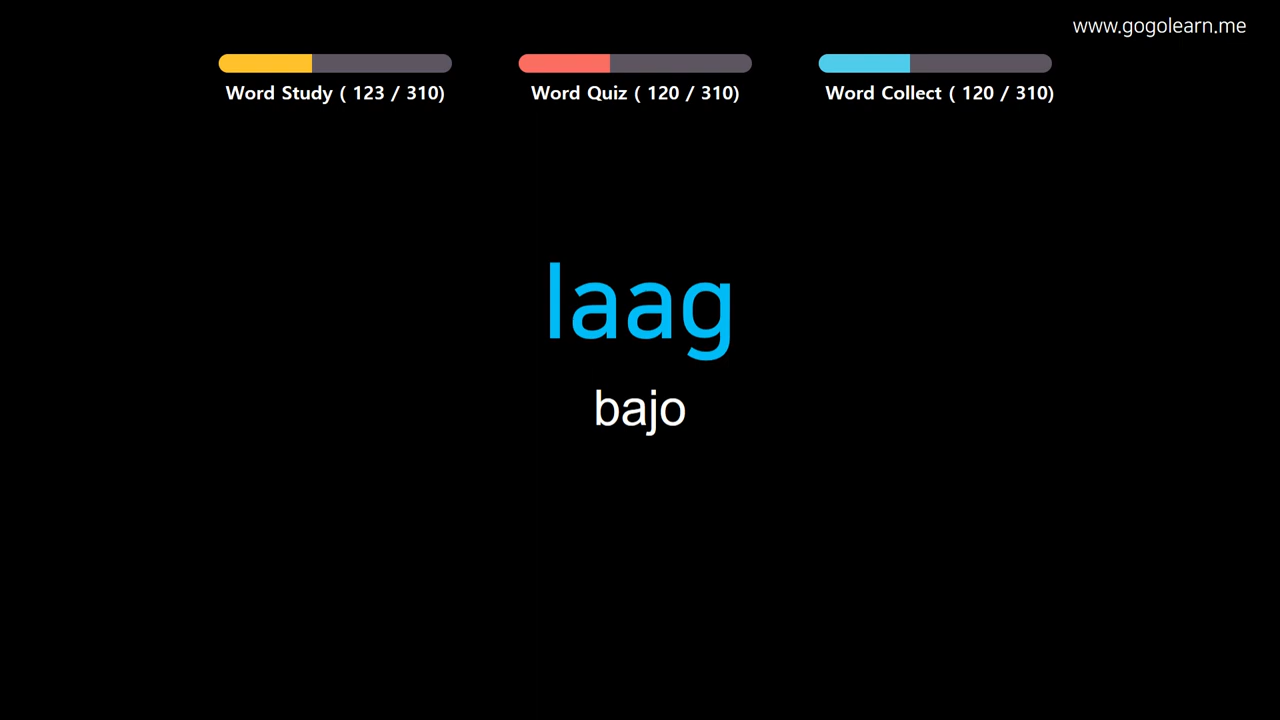 www.gogolearn.me
Word Study ( 123 / 310)
Word Quiz ( 120 / 310)
Word Collect ( 120 / 310)
laag
bajo